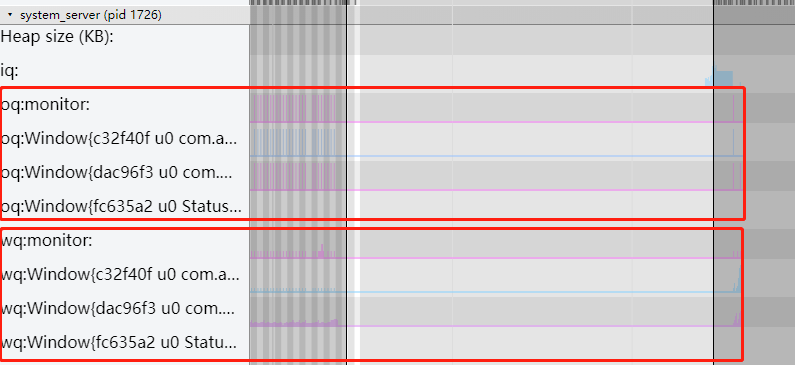 system_server (pid 1726)
Heap size (KB):
iq:
oq:monitor:
oq:Window{c32f40f u0 com.a...
oq:Window{dac96f3 u0 com....
oq:Window{fc635a2 u0 Status...
wq:monitor:
wq:Window{c32f40f u0 com.a...
wq:Window{dac96f3 u0 com....
wq:Window{fc635a2 u0 Statu...